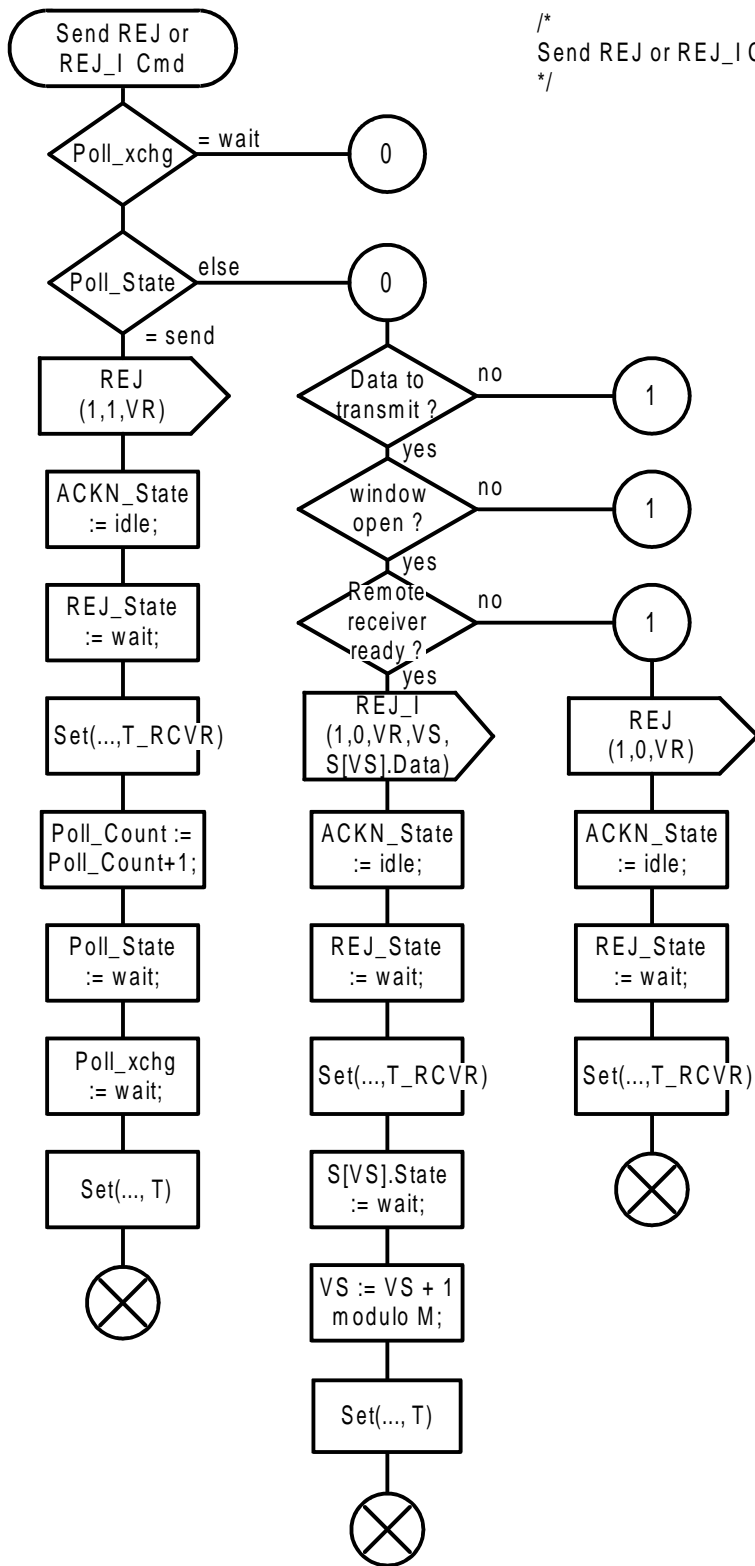 Send REJ or
REJ_I Cmd
/*
Send REJ or REJ_I
*/
Poll_xchg
= wait
0
Poll_State
else
0
= send
REJ
(1,1,VR)
ACKN_State
:= idle;
REJ_State
:= wait;
Set(...,T_RCVR)
Poll_Count :=
Poll_Count+1;
Poll_State
:= wait;
Poll_xchg
:= wait;
Set(..., T)
Data to
transmit ?
no
1
yes
window
open ?
no
1
yes
Remote
receiver
ready ?
no
1
yes
REJ_I
(1,0,VR,VS,
S[VS].Data)
ACKN_State
:= idle;
REJ_State
:= wait;
Set(...,T_RCVR)
S[VS].State
:= wait;
VS := VS + 1
modulo M;
Set(..., T)
REJ
(1,0,VR)
ACKN_State
:= idle;
REJ_State
:= wait;
Set(...,T_RCVR)